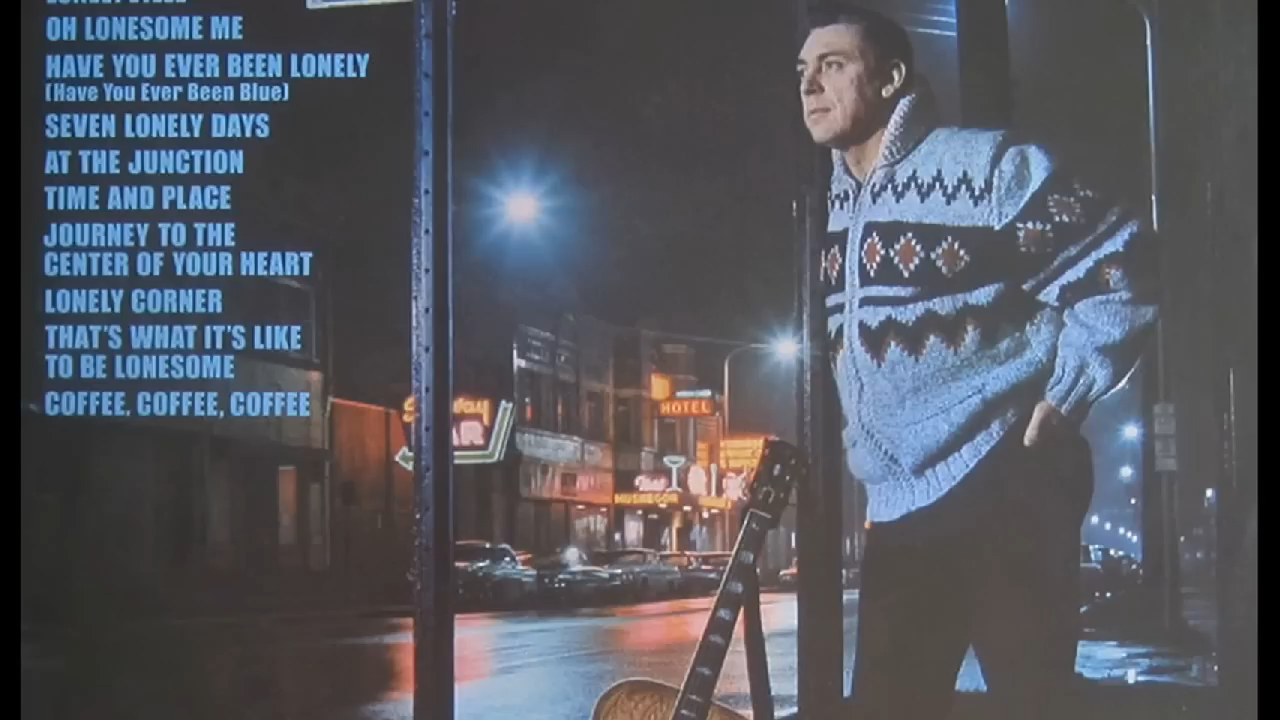 OH LONESOME ME
HAVE YOU EVER BEEN LONELY
(Have You Ever Been Blue)
SEVEN LONELY DAYS
AT THE JUNCTION
TIME AND PLACE
JOURNEY TO THE
CENTER OF YOUR HEART
LONELY CORNER
THAT'S WHAT IT'S LIKE
TO BE LONESOME
COFFEE, COFFEE, COFFEE
HOTEL
MUSKEGON